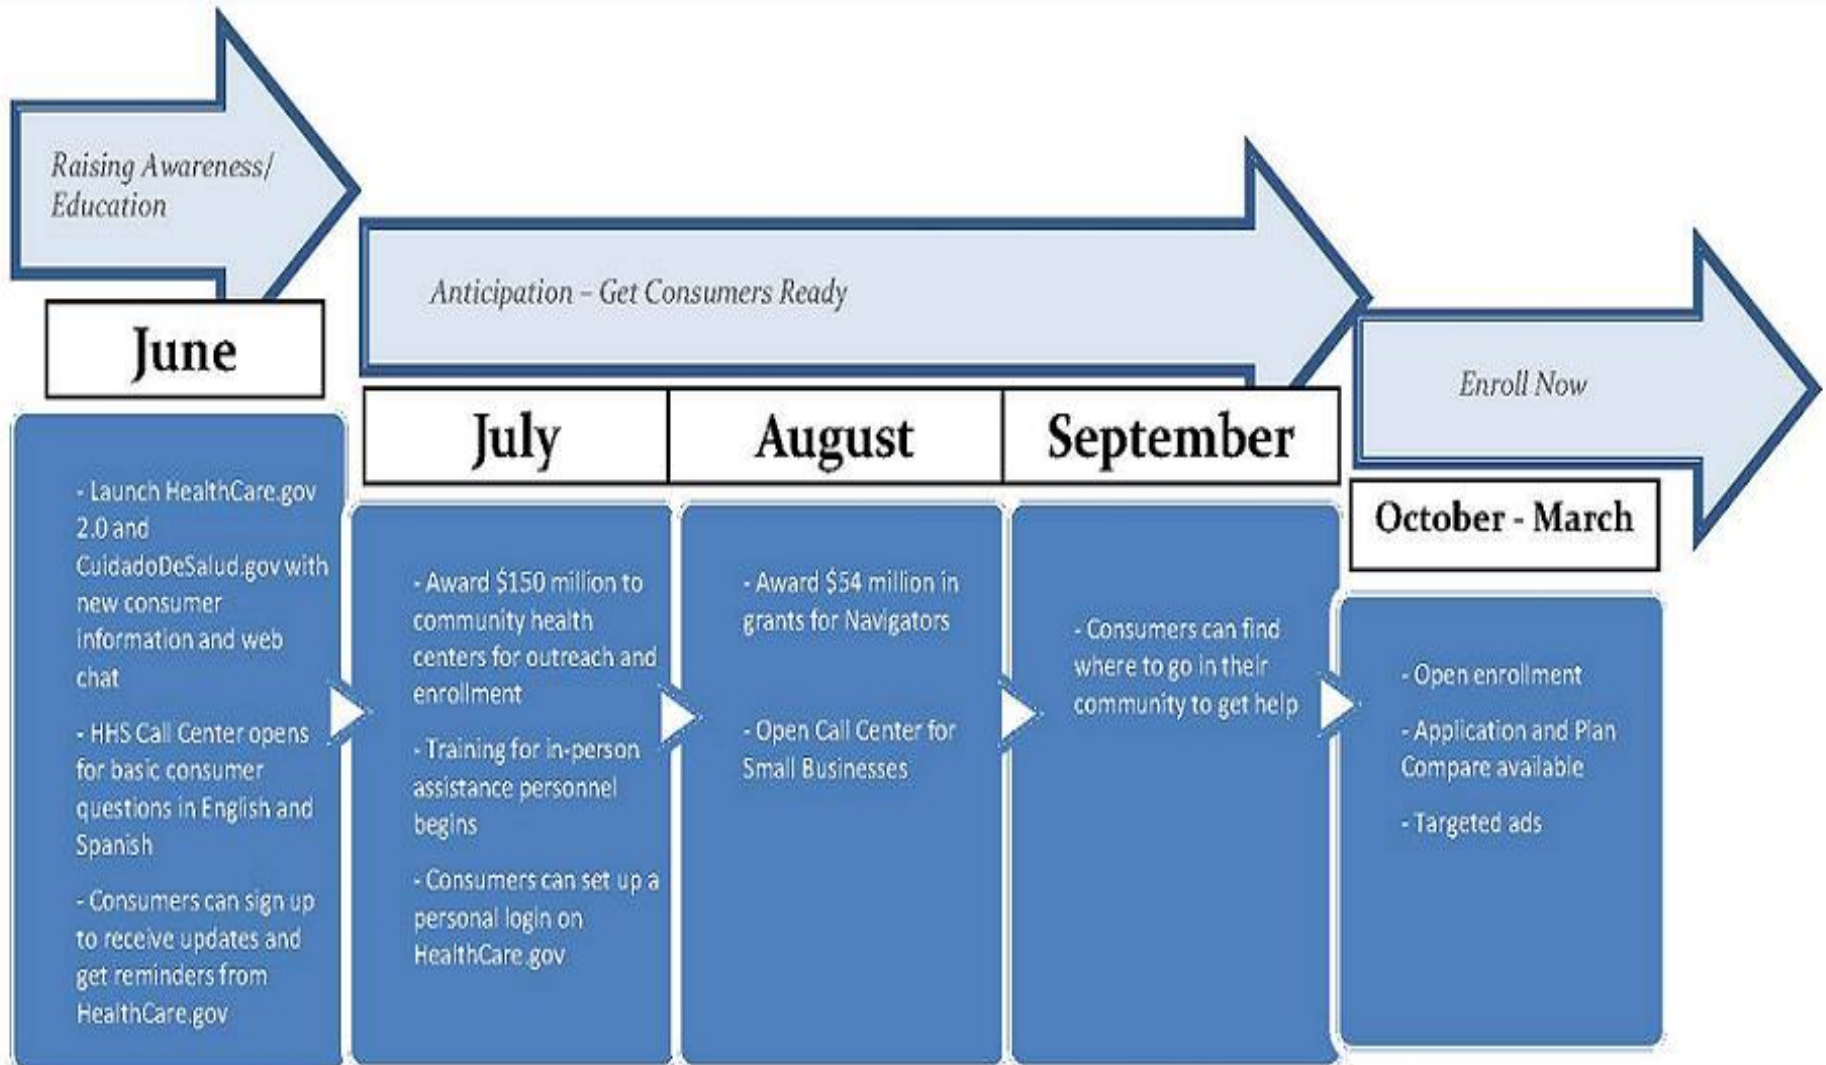 Raising Awareness/
Education
June
- Launch HealthCare.gov
2.0 and
CuidadoDeSalud.gov with
new consumer
information and web
chat
- HHS Call Center opens
for basic consumer
questions in English and
Spanish
- Consumers can sign up
to receive updates and
get reminders from
HealthCare.gov
Anticipation – Get Consumers Ready
July
- Award $150 million to
community health
centers for outreach and
enrollment
- Training for in-person
assistance personnel
begins
- Consumers can set up a
personal login on
HealthCare.gov
August
- Award $54 million in
grants for Navigators
- Open Call Center for
Small Businesses
September
- Consumers can find
where to go in their
community to get help
Enroll Now
October - March
- Open enrollment
- Application and Plan
Compare available
- Targeted ads